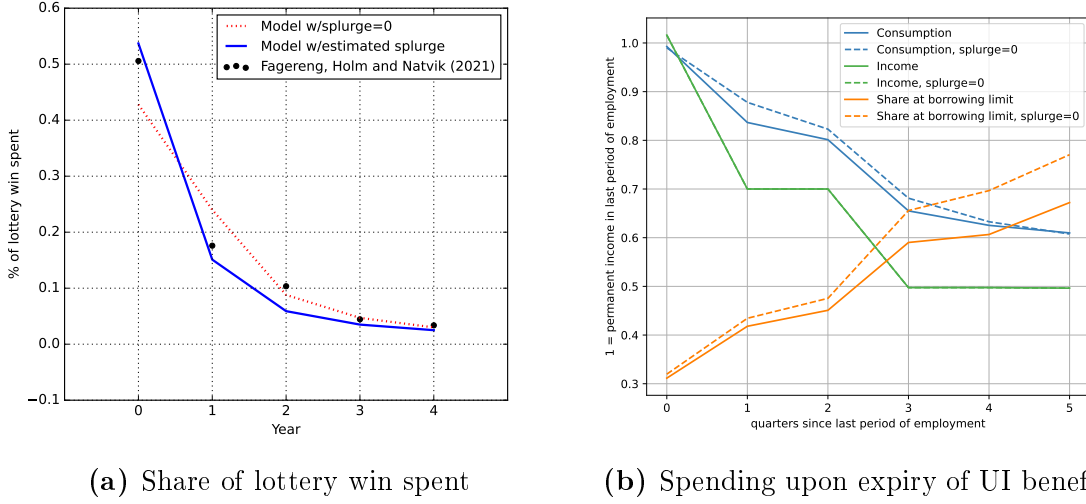 0.6
0.5
0.4
0.3
0.2
0.1
0.0
−0.1
% of lottery win spent
Model w/splurge=0
Model w/estimated splurge
Fagereng, Holm and Natvik (2021)
0 1 2 3 4
Year
(a) Share of lottery win spent
1.0
0.9
0.8
0.7
0.6
0.5
0.4
0.3
1 = permanent income in last period of employment
Consumption
Consumption, splurge=0
Income
Income, splurge=0
Share at borrowing limit
Share at borrowing limit, splurge=0
0 1 2 3 4 5
quarters since last period of employment
(b) Spending upon expiry of UI benef